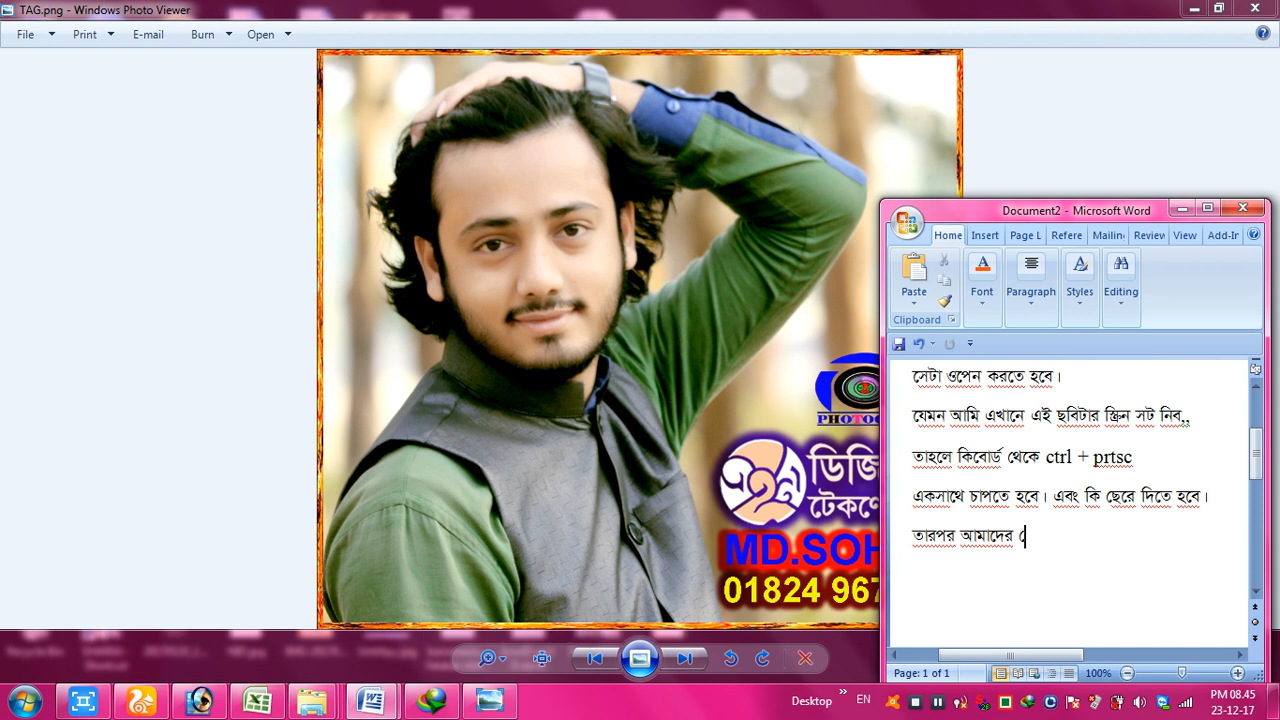 TAG.png - Windows Photo Viewer
File Print E-mail Burn Open
PHOTOG
ডিজি
টেকনো
MD.SOH
01824 967
Document2 - Microsoft Word
Home Insert Page L Refere Mailin Review View Add-Ir
Paste Font Paragraph Styles Editing
Clipboard
সেটা ওপেন করতে হবে।
যেমন আমি এখানে এই ছবিটার স্ক্রিন সট নিব,,
তাহলে কিবোর্ড থেকে ctrl + prtsc
একসাথে চাপতে হবে। এবং কি ছেরে দিতে হবে।
তারপর আমাদের ে
Page: 1 of 1 100%
Desktop EN PM 08.45
23-12-17